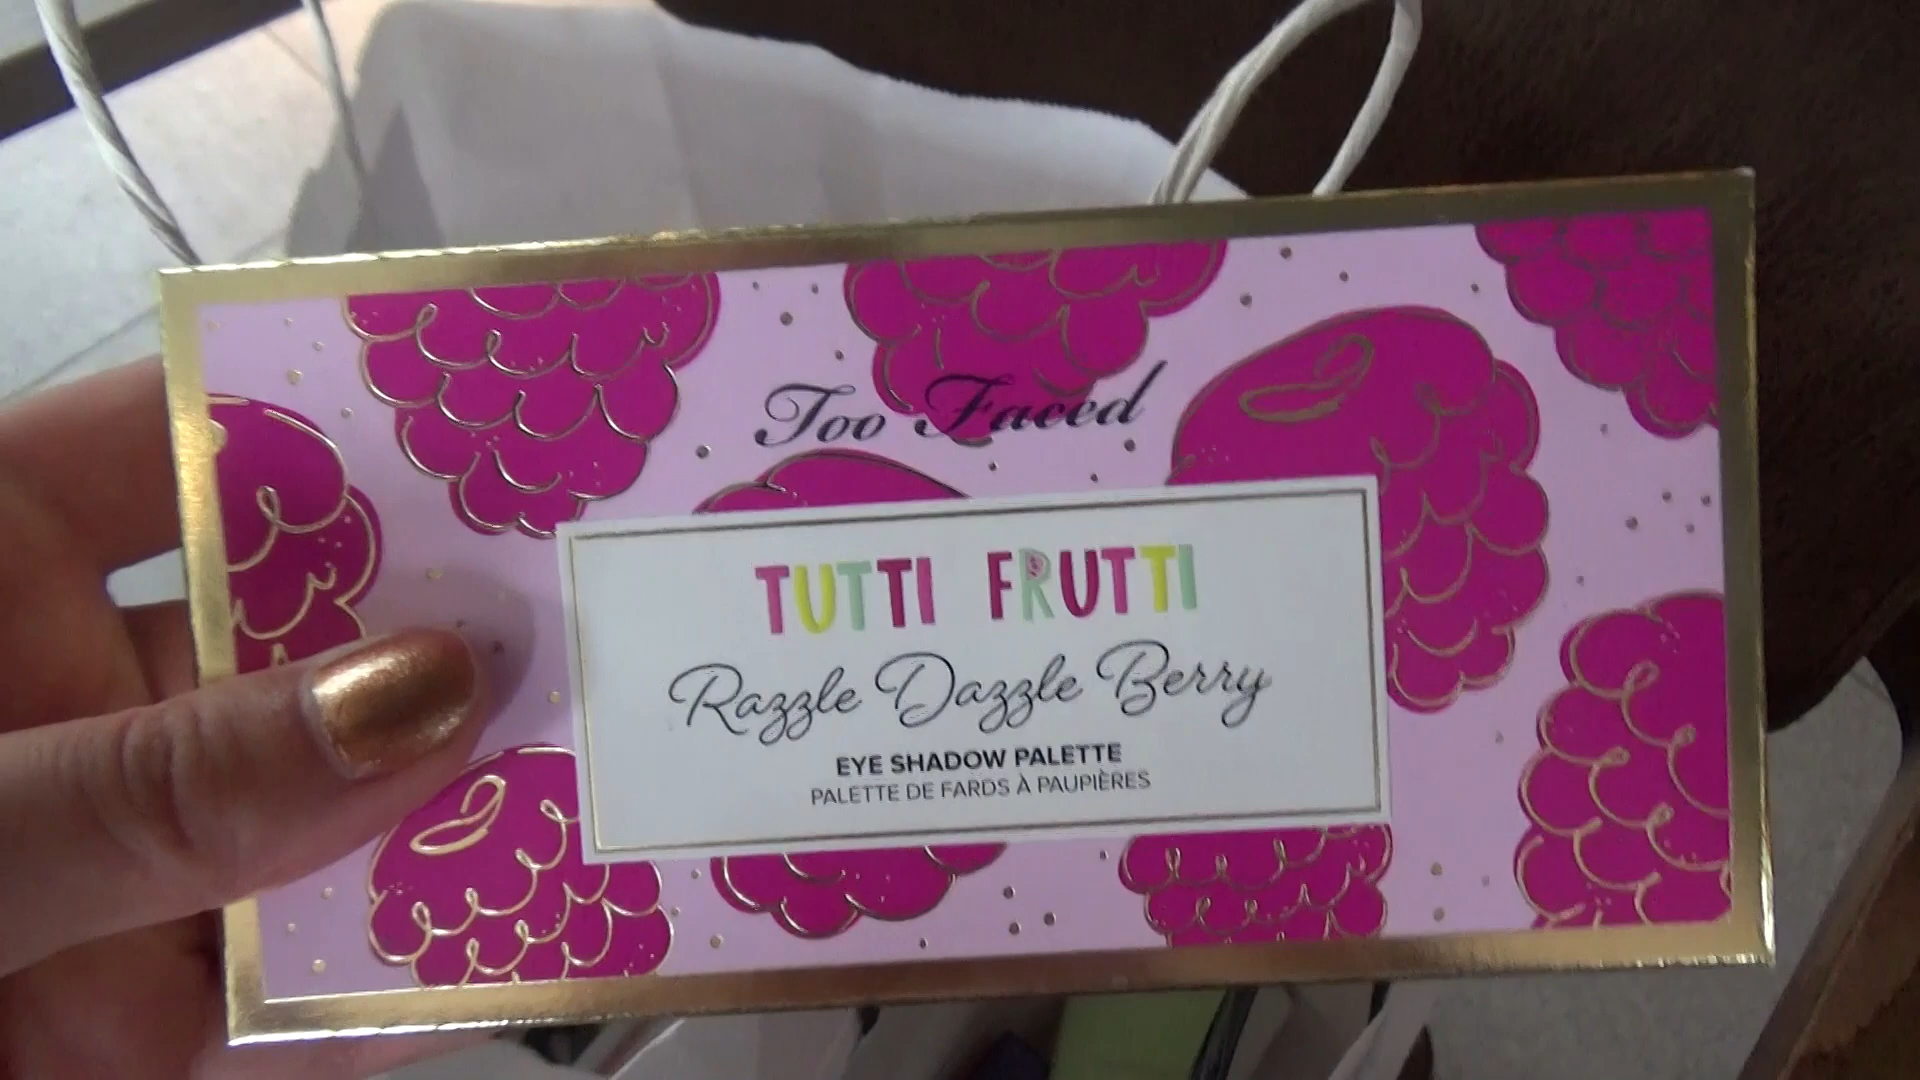 Too Faced
TUTTI FRUTTI
Razzle Dazzle Berry
EYE SHADOW PALETTE
PALETTE DE FARDS À PAUPIÈRES